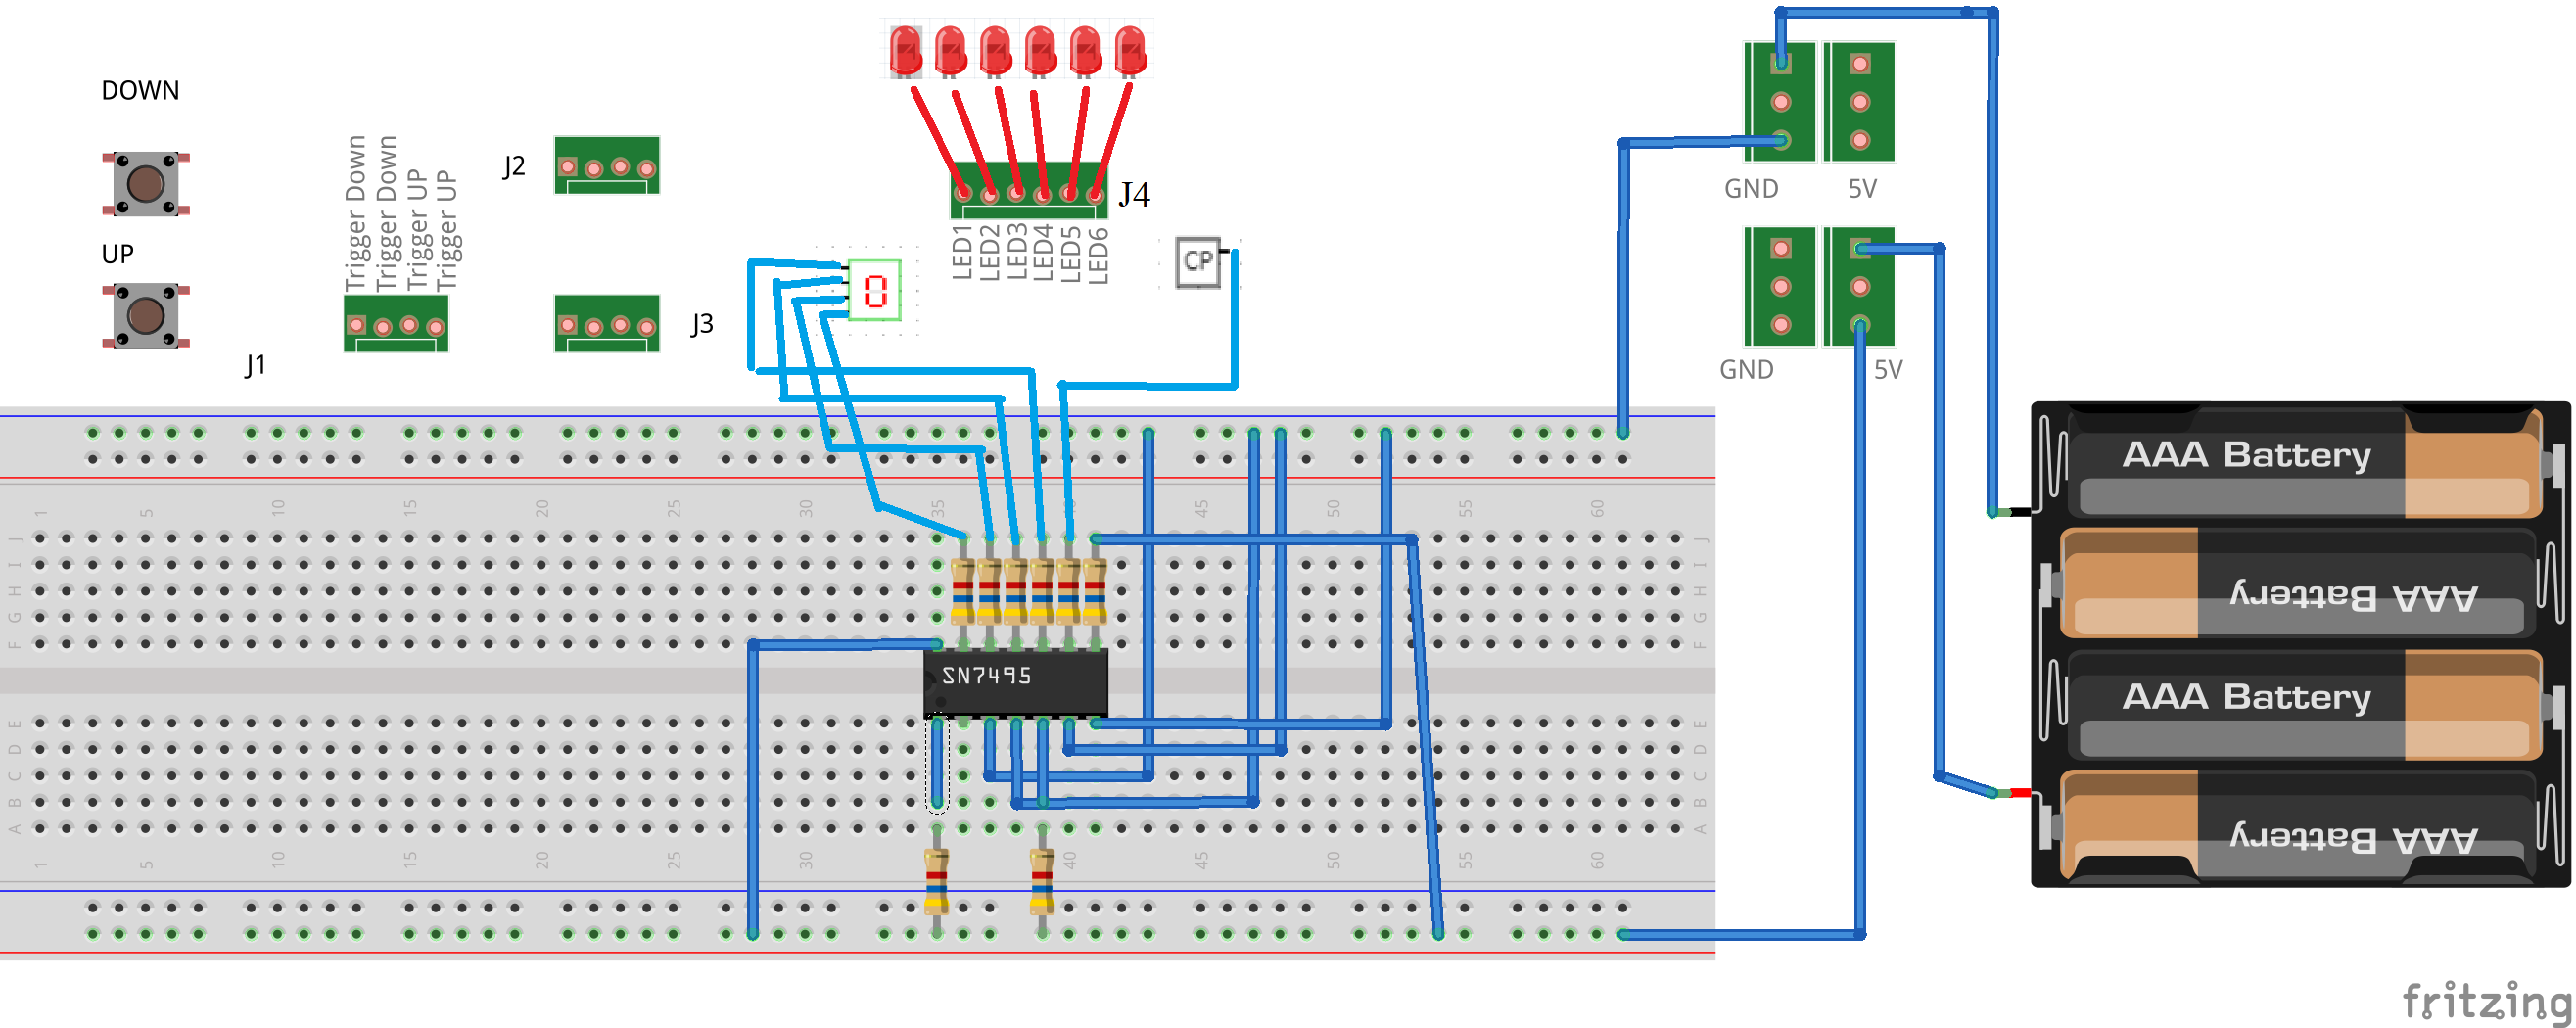 DOWN
UP
J1
Trigger Down
Trigger Down
Trigger UP
Trigger UP
J2
J3
J4
LED1
LED2
LED3
LED4
LED5
LED6
0
CP
GND
5V
GND
5V
1 5 10 15 20 25 30 35 40 45 50 55 60
J J
I I
H H
G G
F F
SN7495
E E
D D
C C
B B
A A
1 5 10 15 20 25 30 40 45 50 55 60
AAA Battery
AAA Battery
AAA Battery
AAA Battery
fritzing